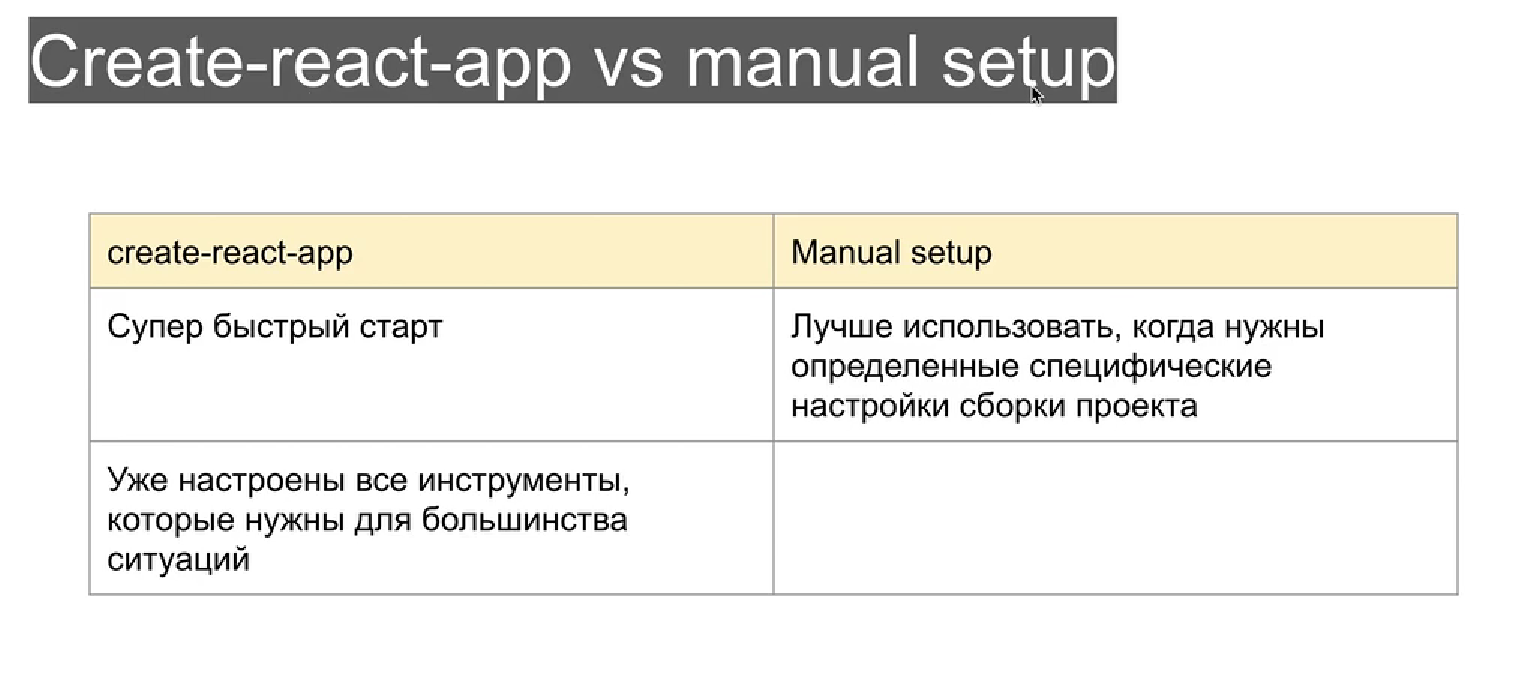 Create-react-app vs manual setup
create-react-app
Manual setup
Супер быстрый старт
Лучше использовать, когда нужны
определенные специфические
настройки сборки проекта
Уже настроены все инструменты,
которые нужны для большинства
ситуаций